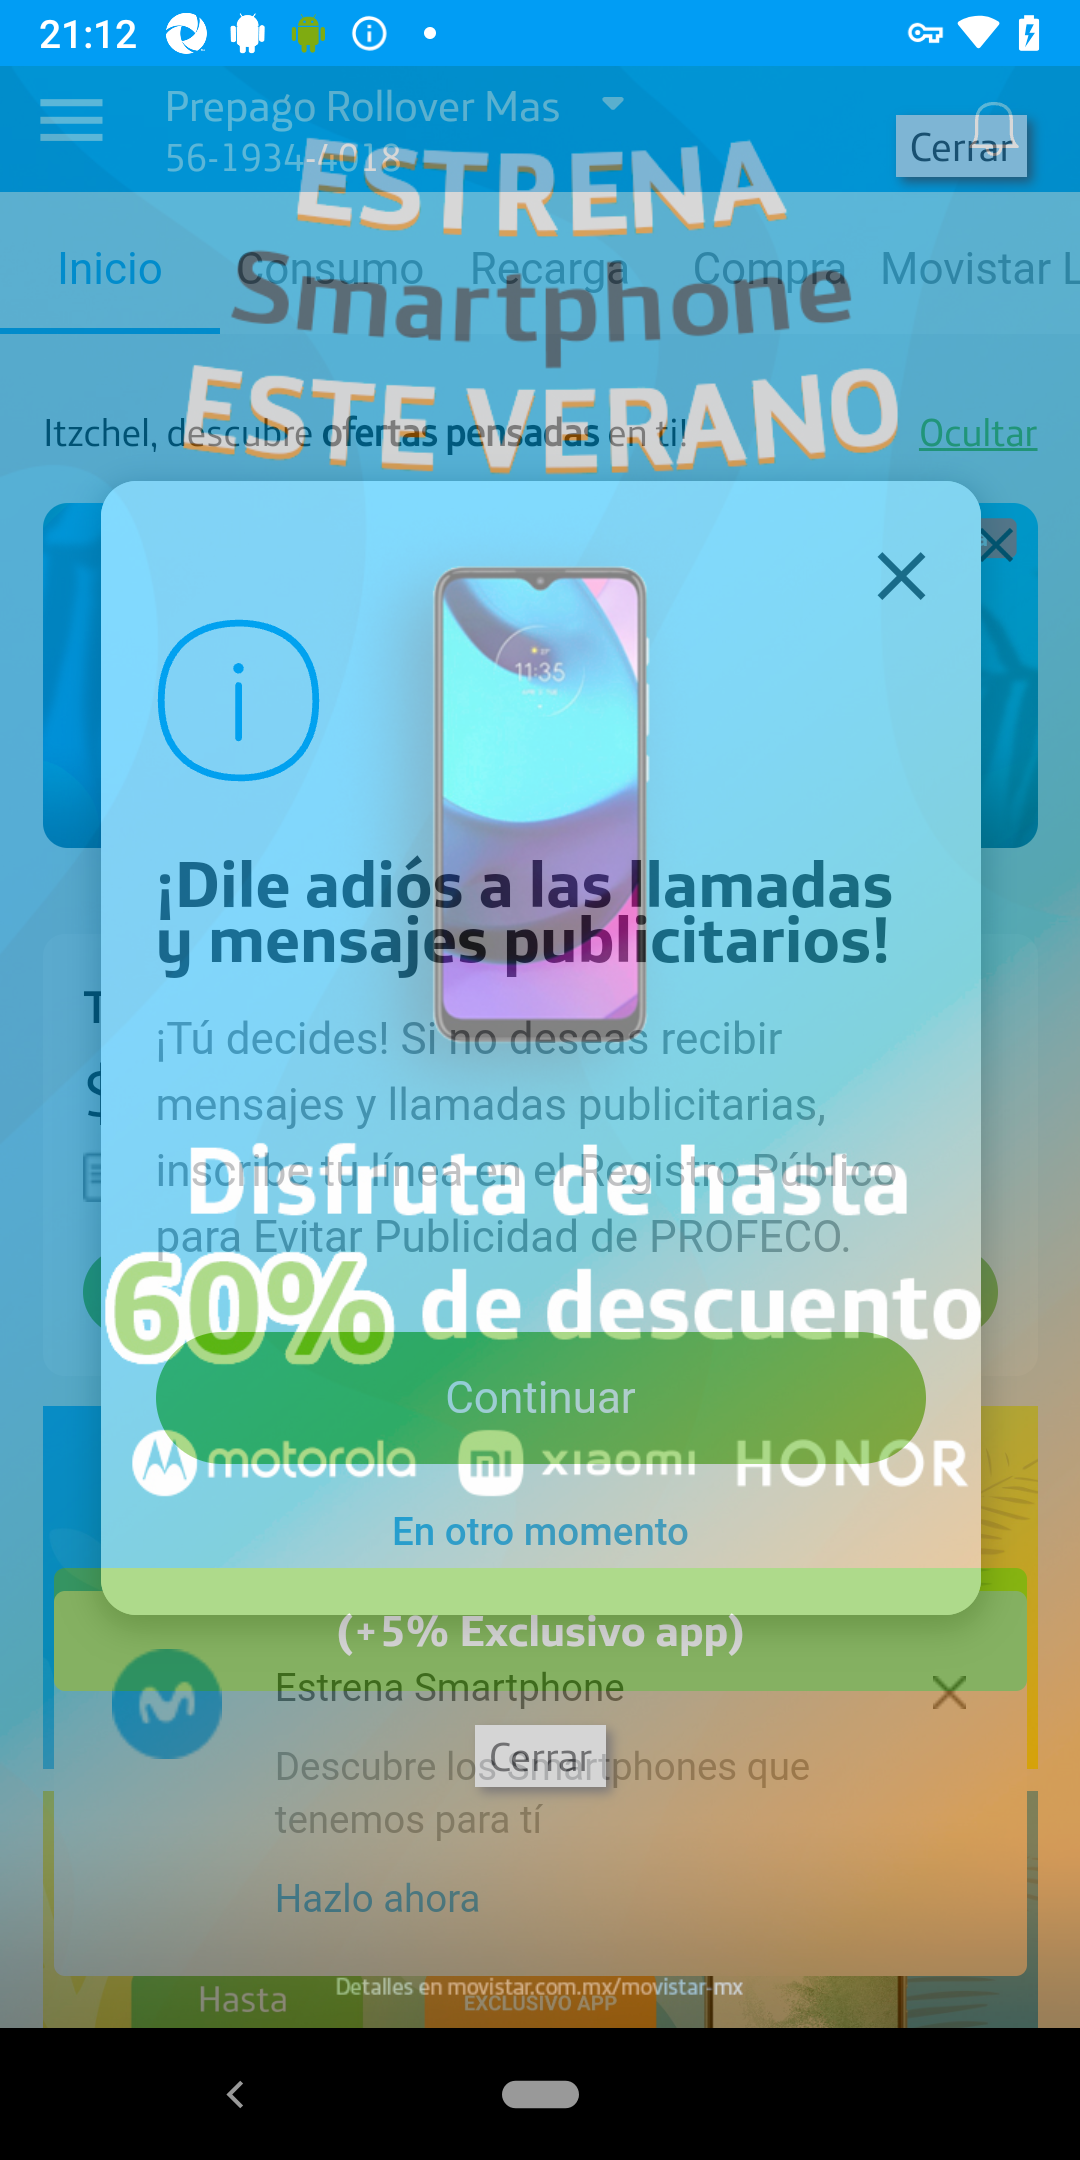 21:12
Prepago Rollover Mas
56-1934-4018
Cerrar
ESTRENA
Inicio
Consumo
Recarga
Compra
Movistar L
Smartphone
ESTE VERANO
Itzchel, descubre ofertas pensadas en ti!
Ocultar
11:35
¡Dile adiós a las llamadas
y mensajes publicitarios!
¡Tú decides! Si no deseas recibir
mensajes y llamadas publicitarias,
inscribe tu línea en el Registro Público
para Evitar Publicidad de PROFECO.
Disfruta de hasta
60% de descuento
Continuar
motorola
xiaomi
HONOR
En otro momento
(+5% Exclusivo app)
Estrena Smartphone
Cerrar
Descubre los Smartphones que
tenemos para tí
Hazlo ahora
Detalles en movistar.com.mx/movistar-mx
Hasta
EXCLUSIVO APP